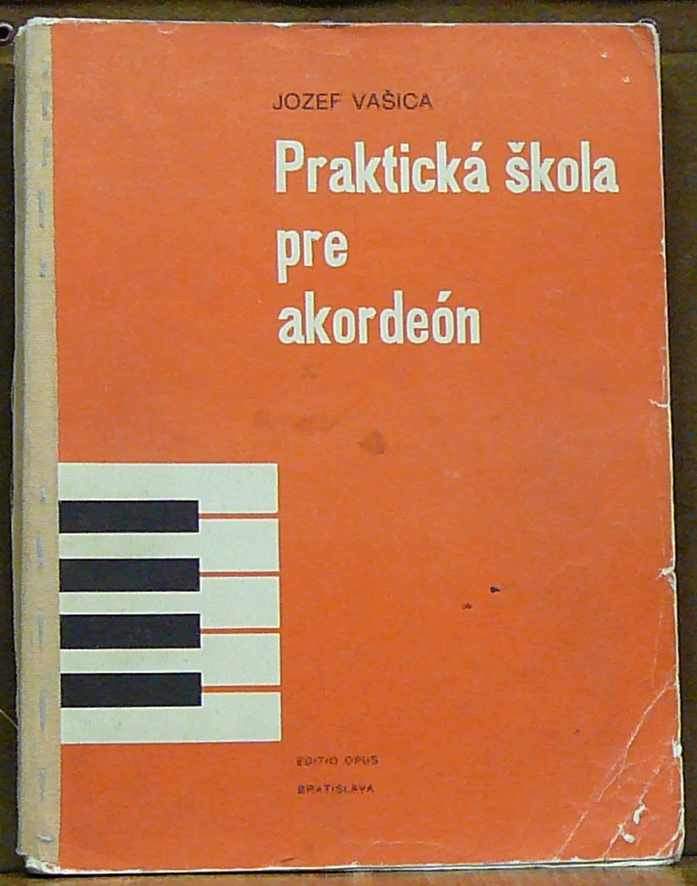 JOZEF VAŠICA
Praktická škola
pre
akordeón
EDITIO OPUS
BRATISLAVA